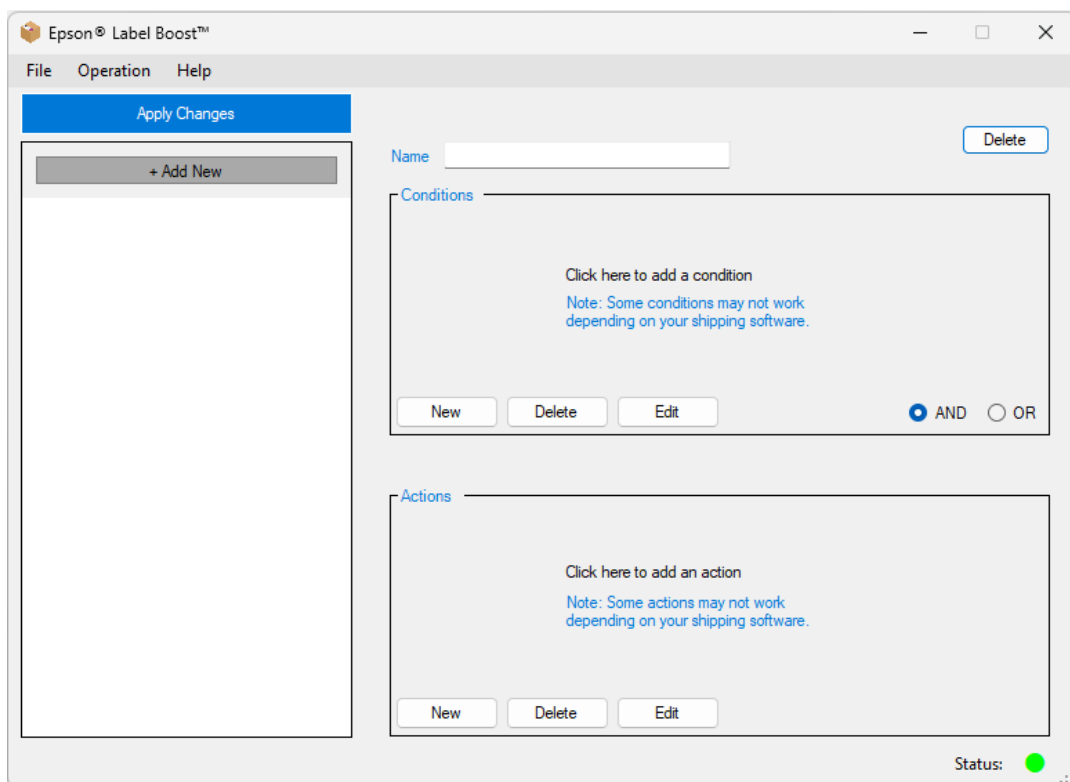 Epson® Label Boost™
File Operation Help
Apply Changes
+ Add New
Name
Delete
Conditions
Click here to add a condition
Note: Some conditions may not work
depending on your shipping software.
New Delete Edit AND OR
Actions
Click here to add an action
Note: Some actions may not work
depending on your shipping software.
New Delete Edit
Status: